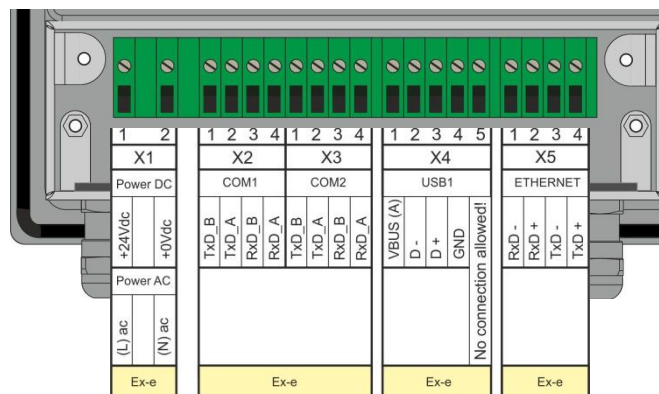 1 2 1 2 3 4 1 2 3 4 1 2 3 4 5 1 2 3 4
X1 X2 X3 X4 X5
Power DC COM1 COM2 USB1 ETHERNET
+24Vdc +0Vdc TxD_B TxD_A RxD_B RxD_A TxD_B TxD_A RxD_B RxD_A VBUS (A) D - D + GND No connection allowed! RxD - RxD + TxD - TxD +
Power AC
(L) ac (N) ac
Ex-e Ex-e Ex-e Ex-e